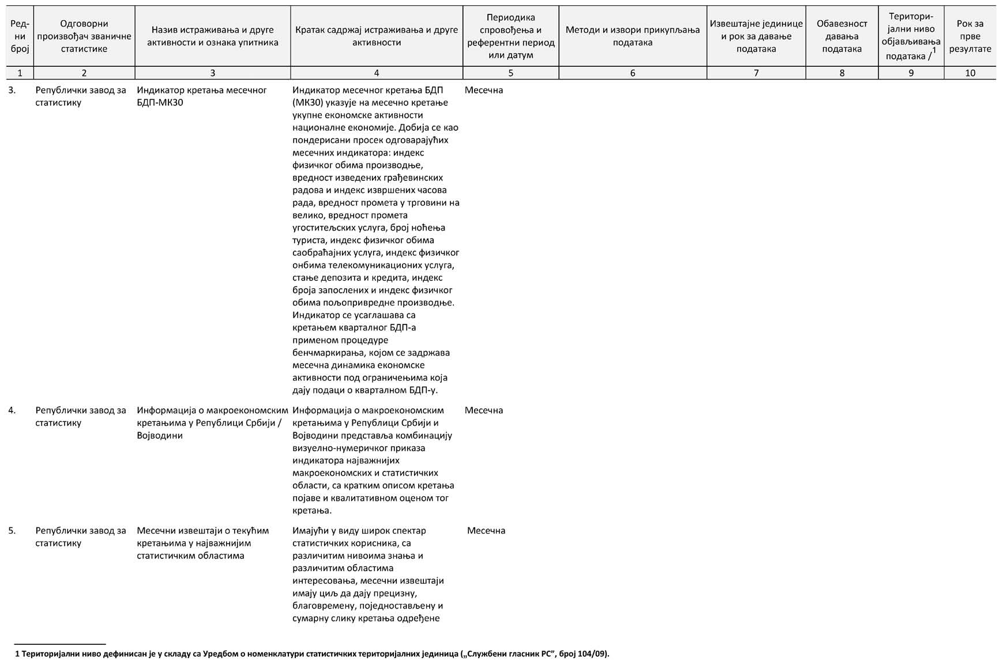 Ред-
ни
број
Одговорни
произвођач званичне
статистике
Назив истраживања и друге
активности и ознака упитника
Кратак садржај истраживања и друге
активности
Периодика
спровођења и
референтни период
или датум
Методи и извори прикупљања
података
Извештајне јединице
и рок за давање
података
Обавезност
давања
података
Територи-
јални ниво
објављивања
података /1
Рок за
прве
резултате
1 2 3 4 5 6 7 8 9 10
3.
Републички завод за
статистику
Индикатор кретања месечног
БДП-МК30
Индикатор месечног кретања БДП
(МК30) указује на месечно кретање
укупне економске активности
националне економије. Добија се као
пондерисани просек одговарајућих
месечних индикатора: индекс
физичког обима производње,
вредност изведених грађевинских
радова и индекс извршених часова
рада, вредност промета у трговини на
велико, вредност промета
угоститељских услуга, број ноћења
туриста, индекс физичког обима
саобраћајних услуга, индекс физичког
онбима телекомуникационих услуга,
стање депозита и кредита, индекс
броја запослених и индекс физичког
обима пољопривредне производње.
Индикатор се усаглашава са
кретањем кварталног БДП-а
применом процедуре
бенчмаркирања, којом се задржава
месечна динамика економске
активности под ограничењима која
дају подаци о кварталном БДП-у.
Месечна
4.
Републички завод за
статистику
Информација о макроекономским
кретањима у Републици Србији /
Војводини
Информација о макроекономским
кретањима у Републици Србији и
Војводини представља комбинацију
визуелно-нумеричког приказа
индикатора најважнијих
макроекономских и статистичких
области, са кратким описом кретања
појаве и квалитативном оценом тог
кретања.
Месечна
5.
Републички завод за
статистику
Месечни извештаји о текућим
кретањима у најважнијим
статистичким областима
Имајући у виду широк спектар
статистичких корисника, са
различитим нивоима знања и
различитим областима
интересовања, месечни извештаји
имају циљ да дају прецизну,
благовремену, поједностављену и
сумарну слику кретања одређене
Месечна
1 Територијални ниво дефинисан је у складу са Уредбом о номенклатури статистичких територијалних јединица („Службени гласник РС”, број 104/09).